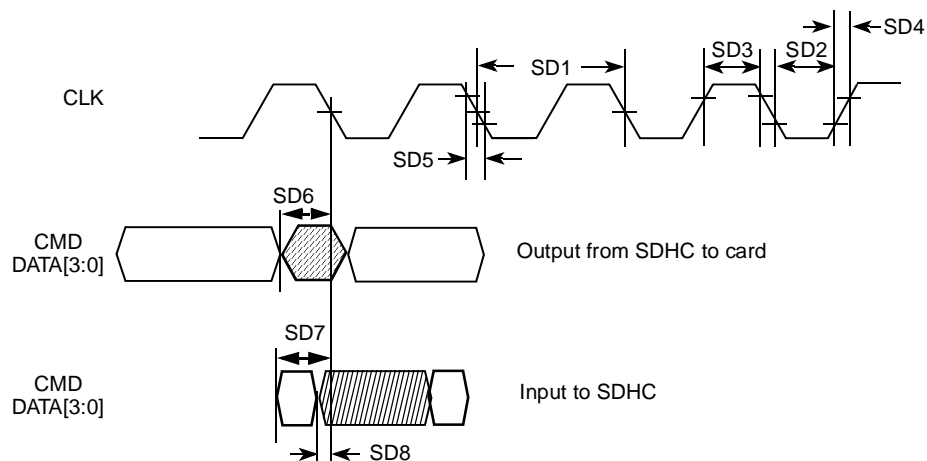 SD4
SD3
SD2
SD1
CLK
SD5
SD6
CMD
DATA[3:0]
Output from SDHC to card
SD7
CMD
DATA[3:0]
Input to SDHC
SD8